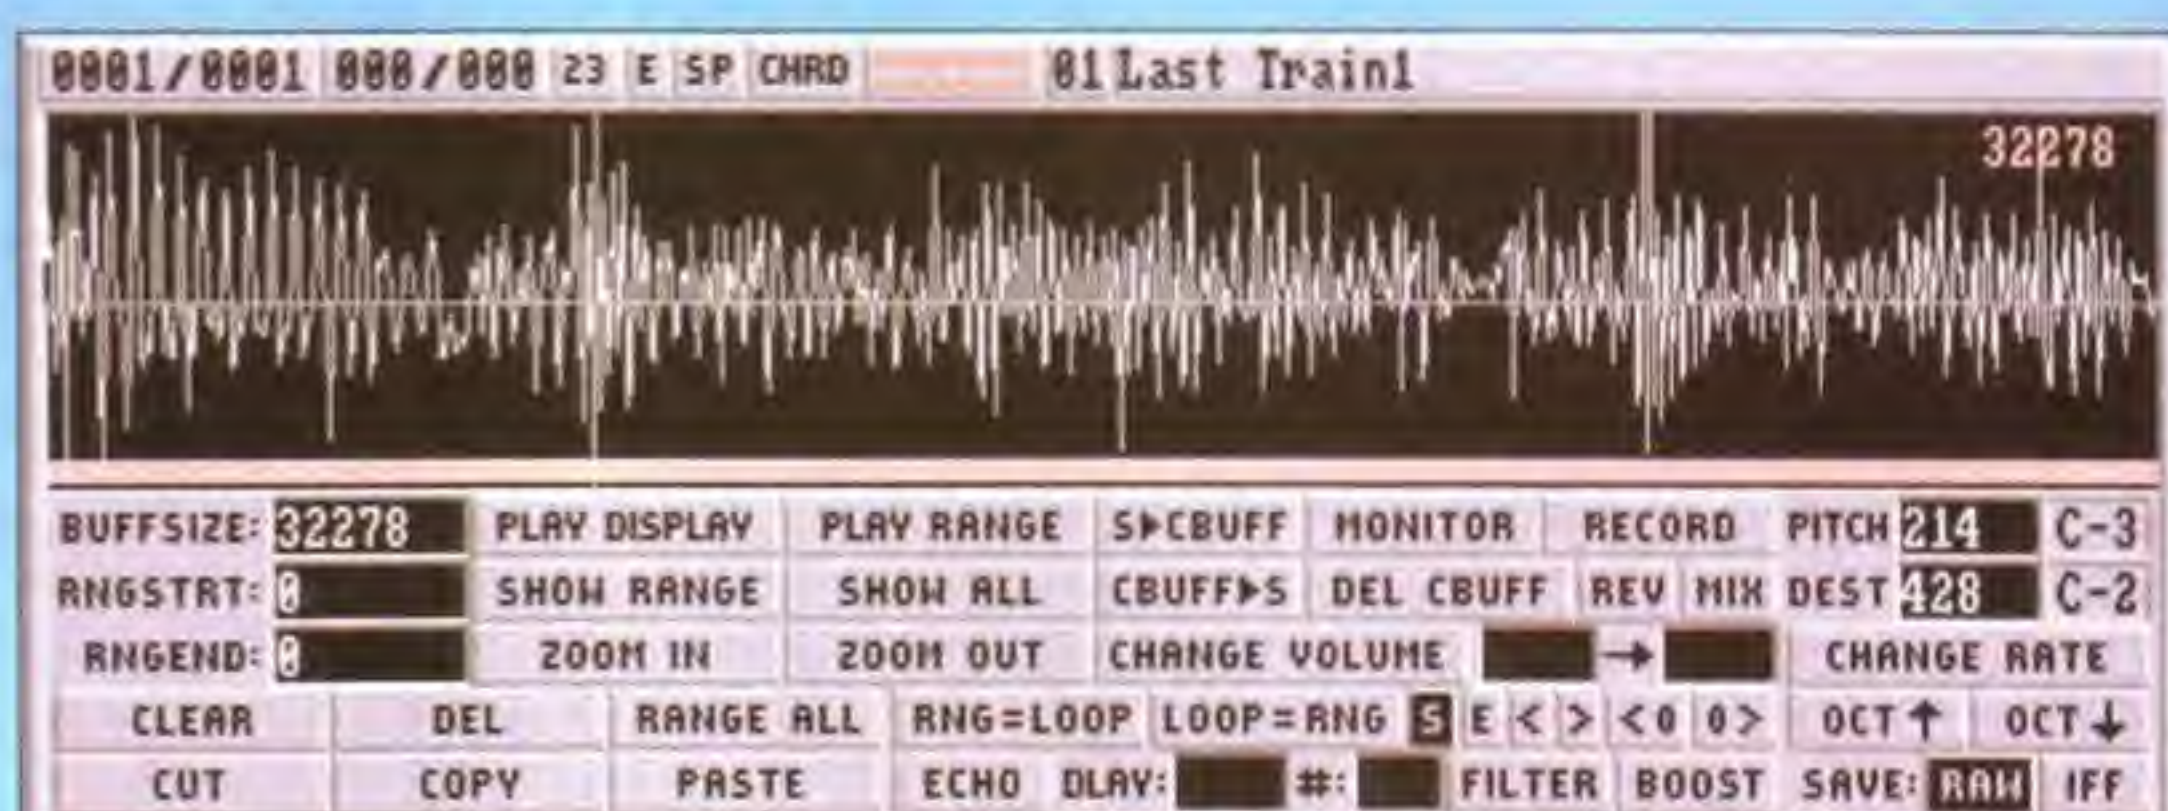 0001/0001 000/000 23 E SP CHRD 01 Last Train1
32278
BUFFSIZE: 32278 PLAY DISPLAY PLAY RANGE S▶CBUFF MONITOR RECORD PITCH 214 C-3
RNGSTRT: 0 SHOW RANGE SHOW ALL CBUFF▶S DEL CBUFF REV MIX DEST 428 C-2
RNGEND: 0 ZOOM IN ZOOM OUT CHANGE VOLUME → CHANGE RATE
CLEAR DEL RANGE ALL RNG=LOOP LOOP=RNG S E < > <0 0> OCT↑ OCT↓
CUT COPY PASTE ECHO DLAY: #: FILTER BOOST SAVE: RAW IFF